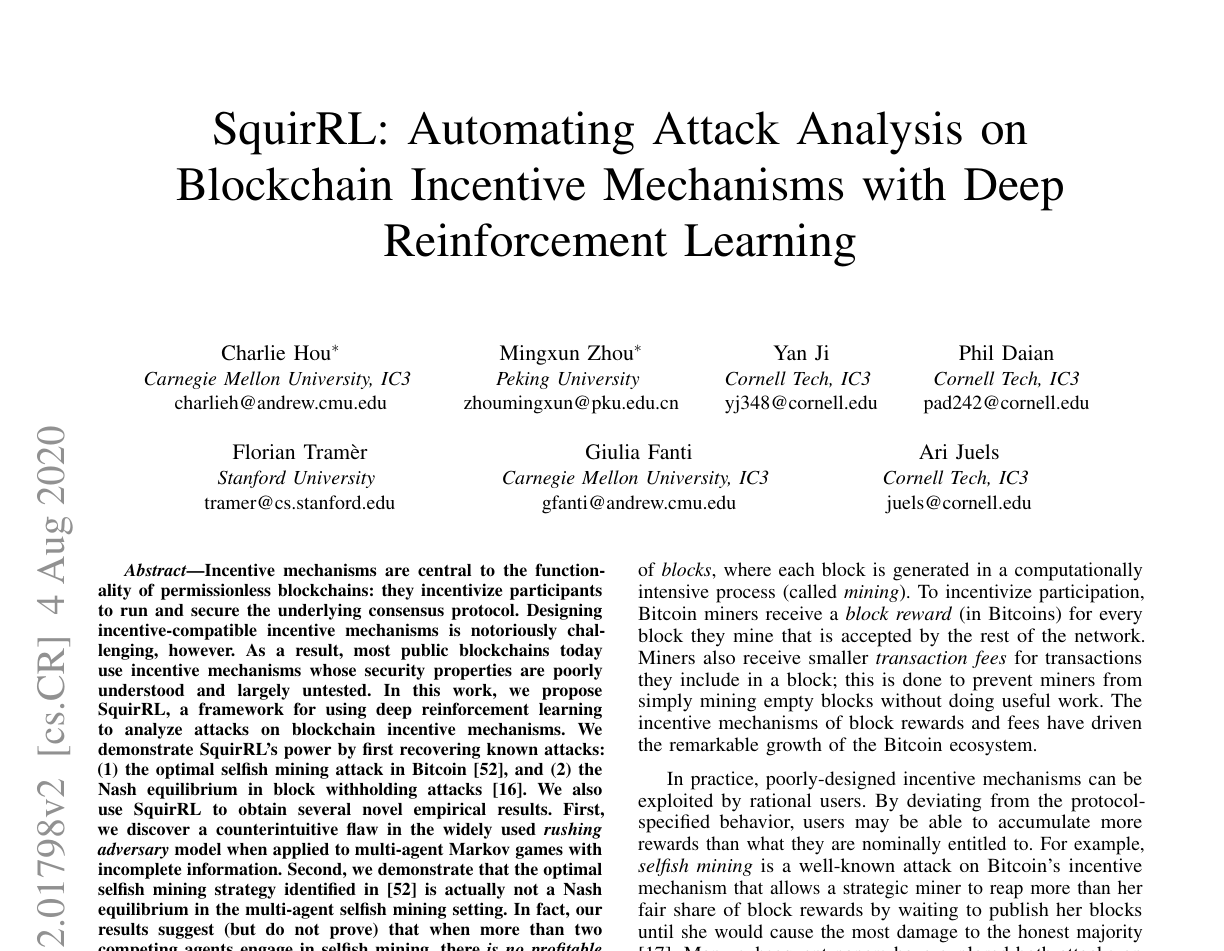 SquirRL: Automating Attack Analysis on
Blockchain Incentive Mechanisms with Deep
Reinforcement Learning
Charlie Hou* Mingxun Zhou* Yan Ji Phil Daian
Carnegie Mellon University, IC3 Peking University Cornell Tech, IC3 Cornell Tech, IC3
charlieh@andrew.cmu.edu zhoumingxun@pku.edu.cn yj348@cornell.edu pad242@cornell.edu
Florian Tramèr Giulia Fanti Ari Juels
Stanford University Carnegie Mellon University, IC3 Cornell Tech, IC3
tramer@cs.stanford.edu gfanti@andrew.cmu.edu juels@cornell.edu
2.01798v2 [cs.CR] 4 Aug 2020
Abstract—Incentive mechanisms are central to the function-
ality of permissionless blockchains: they incentivize participants
to run and secure the underlying consensus protocol. Designing
incentive-compatible incentive mechanisms is notoriously chal-
lenging, however. As a result, most public blockchains today
use incentive mechanisms whose security properties are poorly
understood and largely untested. In this work, we propose
SquirRL, a framework for using deep reinforcement learning
to analyze attacks on blockchain incentive mechanisms. We
demonstrate SquirRL's power by first recovering known attacks:
(1) the optimal selfish mining attack in Bitcoin [52], and (2) the
Nash equilibrium in block withholding attacks [16]. We also
use SquirRL to obtain several novel empirical results. First,
we discover a counterintuitive flaw in the widely used rushing
adversary model when applied to multi-agent Markov games with
incomplete information. Second, we demonstrate that the optimal
selfish mining strategy identified in [52] is actually not a Nash
equilibrium in the multi-agent selfish mining setting. In fact, our
results suggest (but do not prove) that when more than two
competing agents engage in selfish mining, there is no profitable
of blocks, where each block is generated in a computationally
intensive process (called mining). To incentivize participation,
Bitcoin miners receive a block reward (in Bitcoins) for every
block they mine that is accepted by the rest of the network.
Miners also receive smaller transaction fees for transactions
they include in a block; this is done to prevent miners from
simply mining empty blocks without doing useful work. The
incentive mechanisms of block rewards and fees have driven
the remarkable growth of the Bitcoin ecosystem.
In practice, poorly-designed incentive mechanisms can be
exploited by rational users. By deviating from the protocol-
specified behavior, users may be able to accumulate more
rewards than what they are nominally entitled to. For example,
selfish mining is a well-known attack on Bitcoin's incentive
mechanism that allows a strategic miner to reap more than her
fair share of block rewards by waiting to publish her blocks
until she would cause the most damage to the honest majority